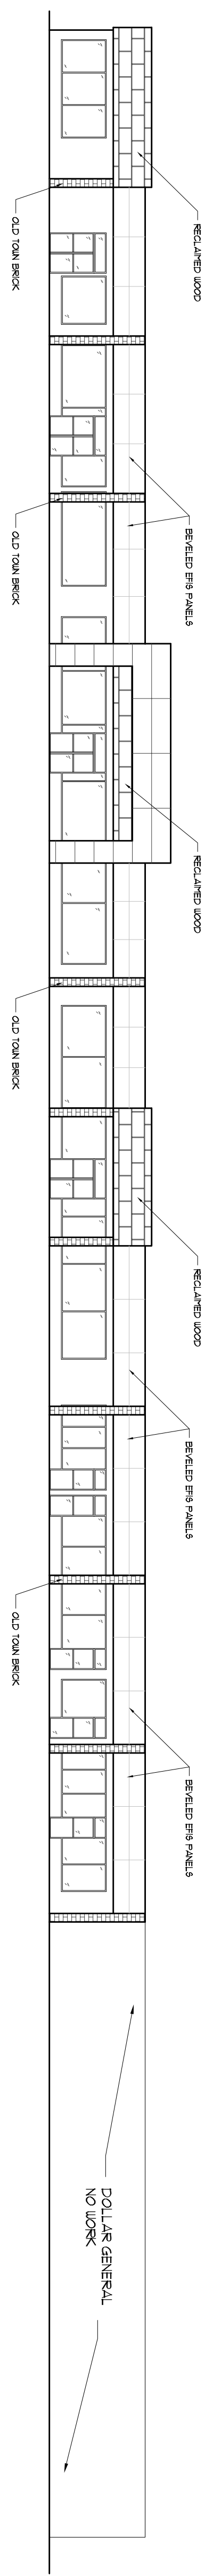 RECLAIMED WOOD
OLD TOWN BRICK
BEVELED EFIS PANELS
OLD TOWN BRICK
RECLAIMED WOOD
OLD TOWN BRICK
RECLAIMED WOOD
BEVELED EFIS PANELS
OLD TOWN BRICK
BEVELED EFIS PANELS
DOLLAR GENERAL
NO WORK